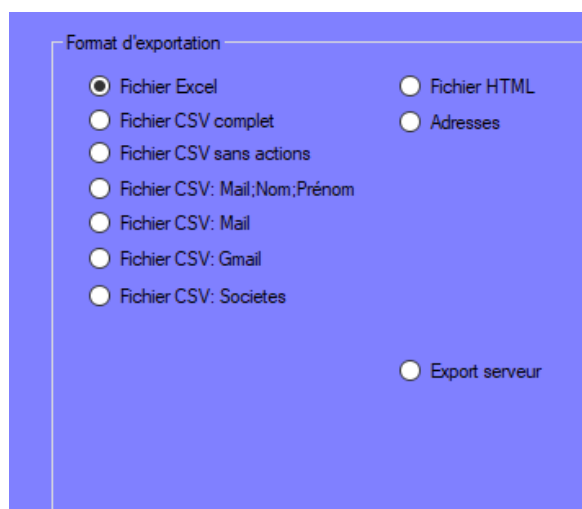 Format d'exportation
Fichier Excel
Fichier HTML
Fichier CSV complet
Adresses
Fichier CSV sans actions
Fichier CSV: Mail;Nom;Prénom
Fichier CSV: Mail
Fichier CSV: Gmail
Fichier CSV: Societes
Export serveur